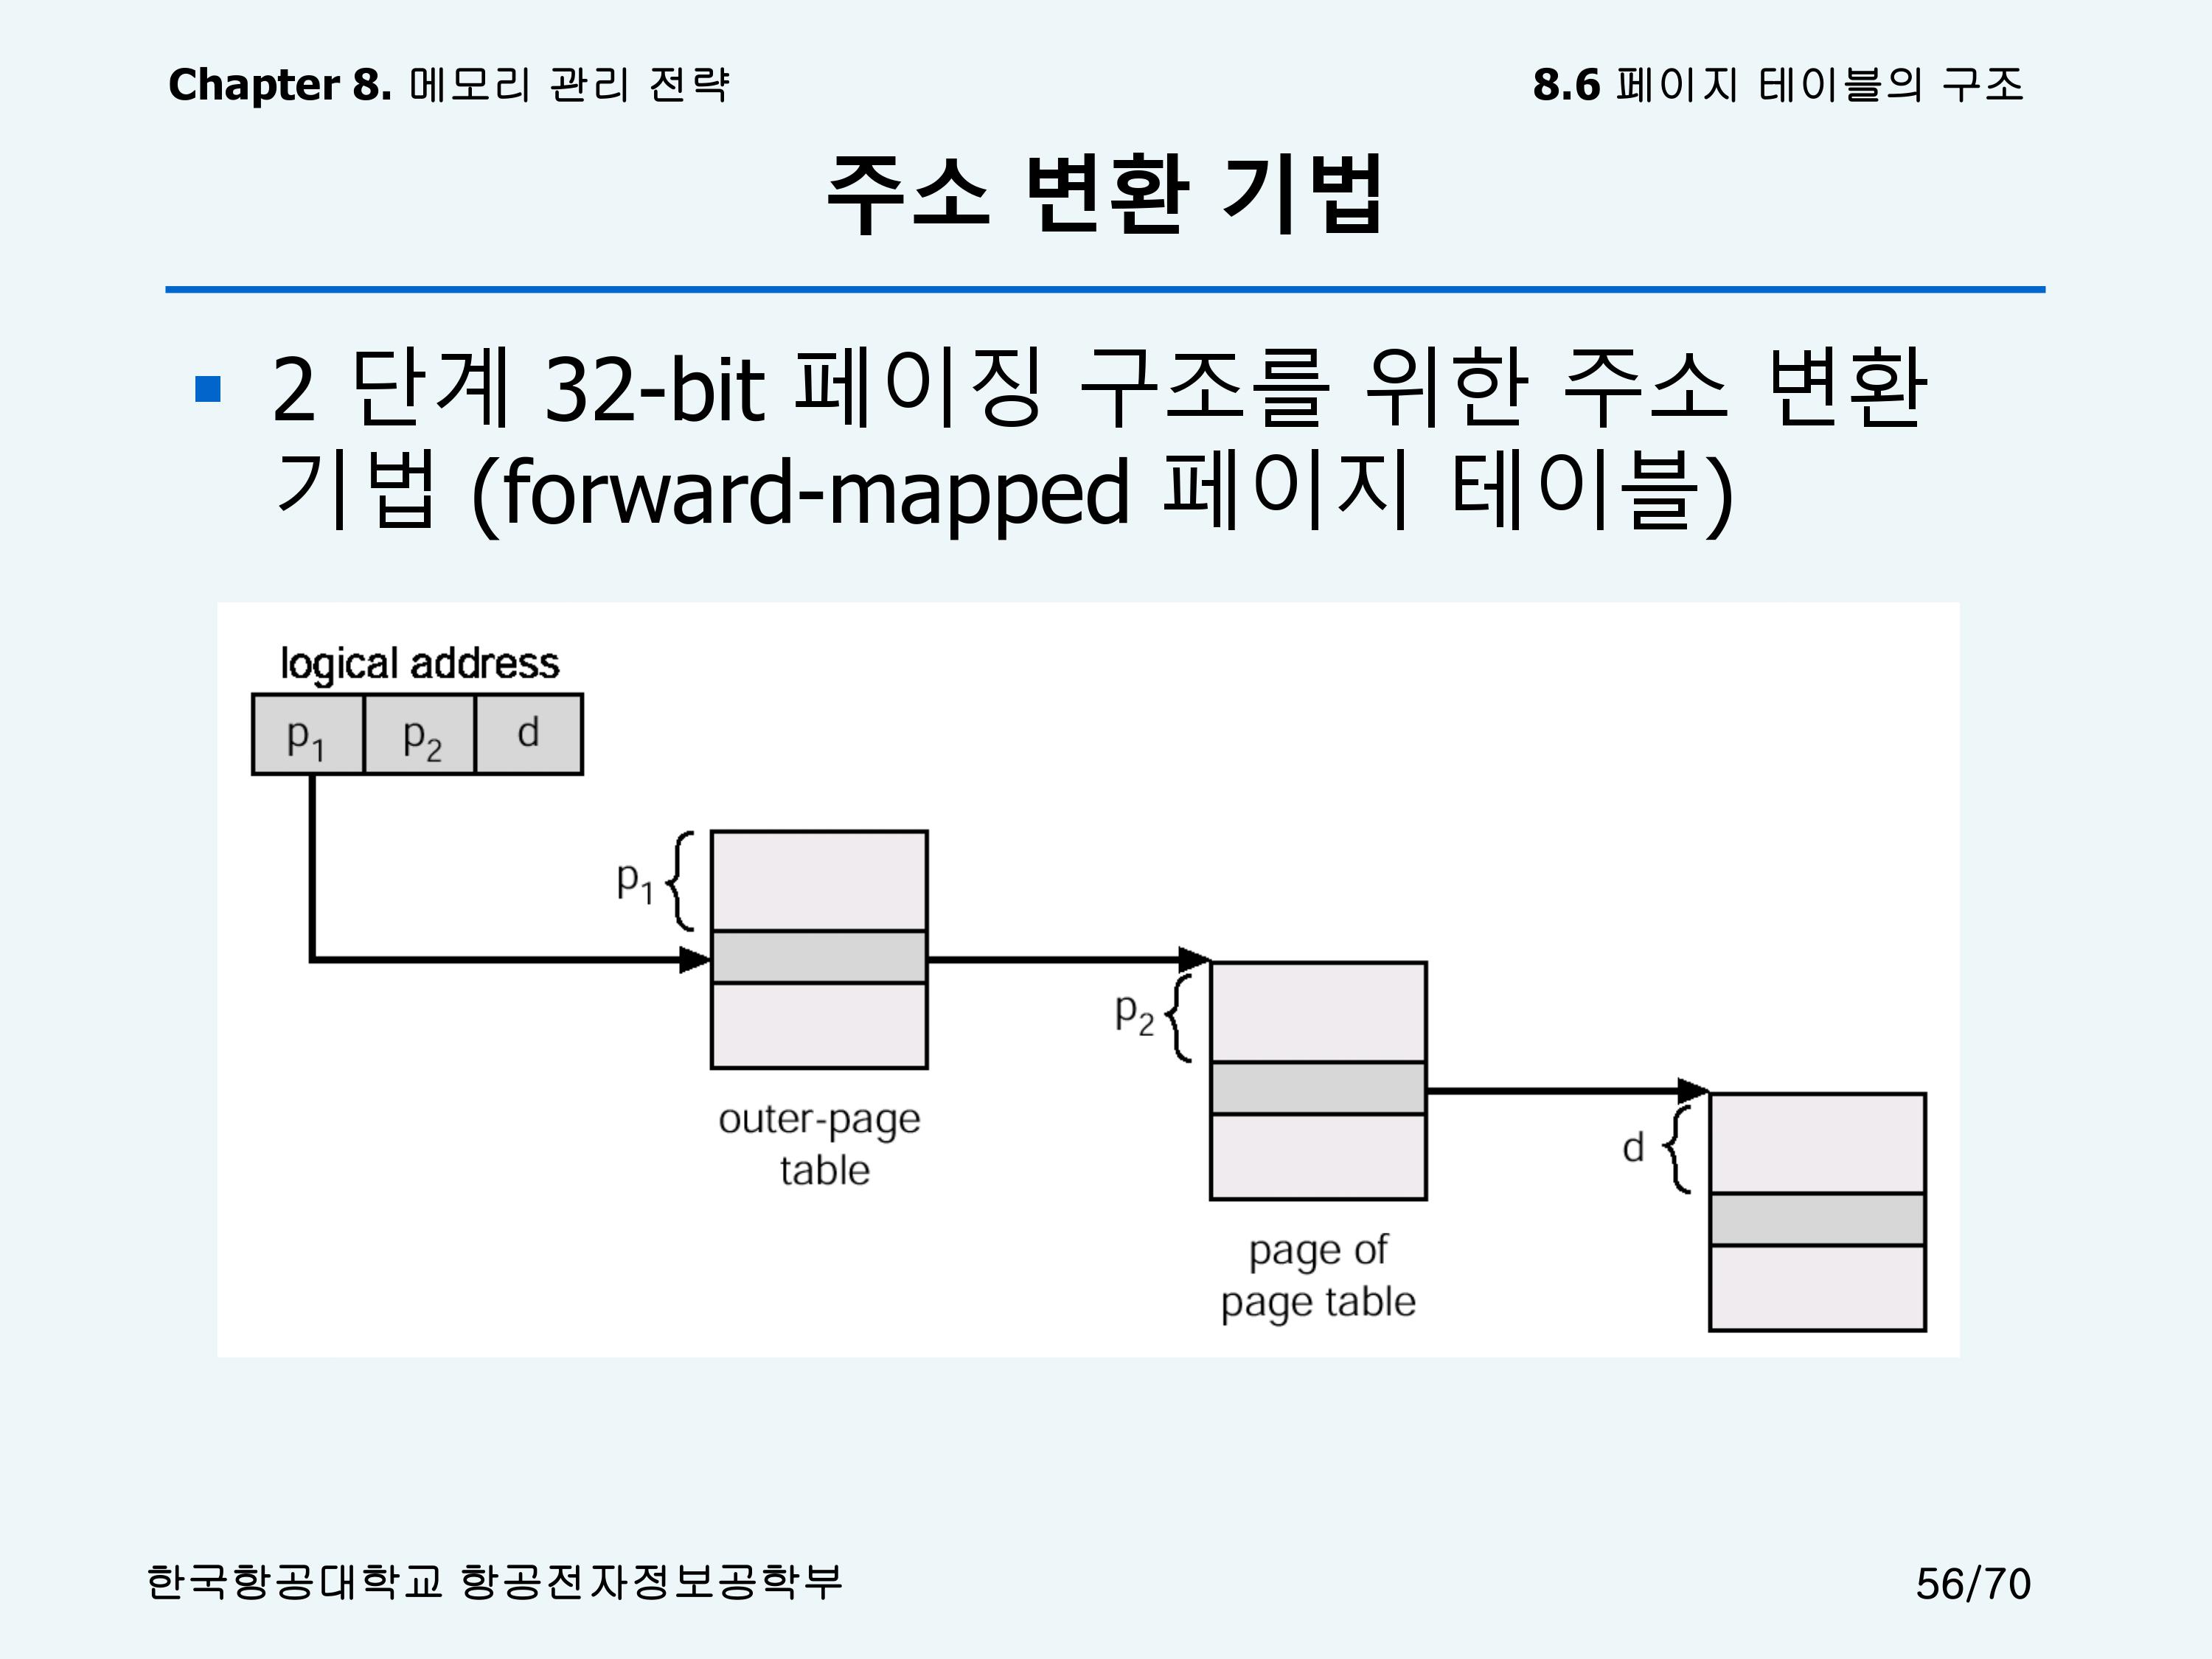 Chapter 8. 메모리 관리 전략
8.6 페이지 테이블의 구조
주소 변환 기법
2 단계 32-bit 페이징 구조를 위한 주소 변환
기법 (forward-mapped 페이지 테이블)
logical address
p1 p2 d
p1
outer-page
table
p2
page of
page table
d
한국항공대학교 항공전자정보공학부
56/70